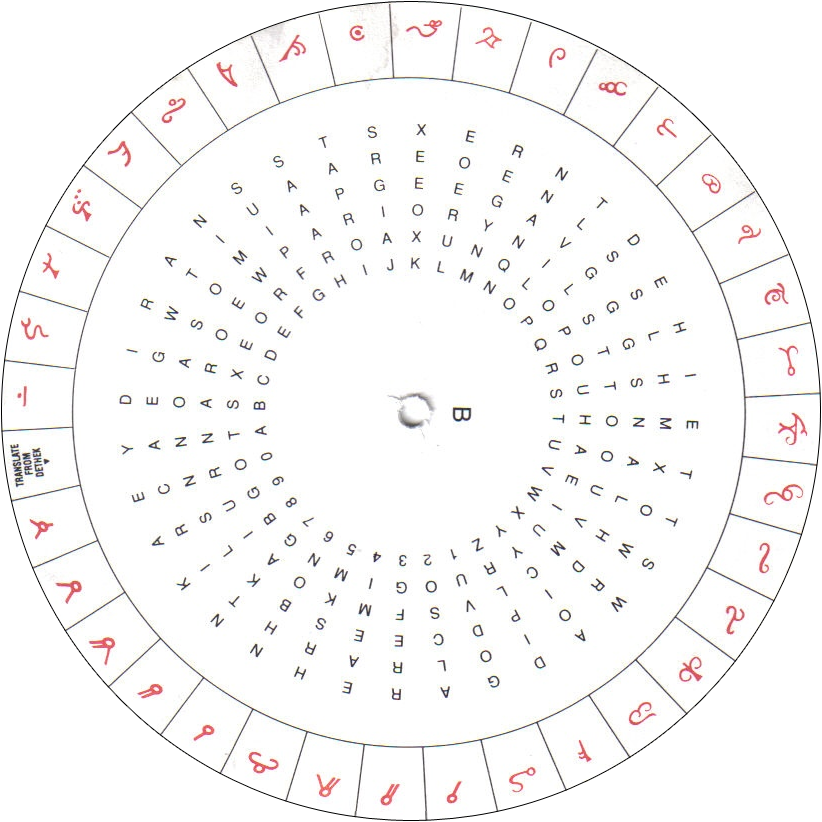 Y D I R A N S S T S X E R N T D E H I E T T S W A D G A R E H N N K A E
A E G W T I U A A R E O E N L S S L H M X O W R O I O L R A R H T I R C
N O A S O M I A P G E E G A V G G G S N A L H D I P D C E E S B K L S N
N A R O E W P A R I O R Y N I L S T T O O U V M C L V S F M K O A I U R
T S X E O R F R O A X U N Q L O P O U H A E I U Y R U O G I M N G B G O
A B C D E F G H I J K L M N O P Q R S T U V W X Y Z 1 2 3 4 5 6 7 8 9 0
B
TRANSLATE
FROM
DETHEK